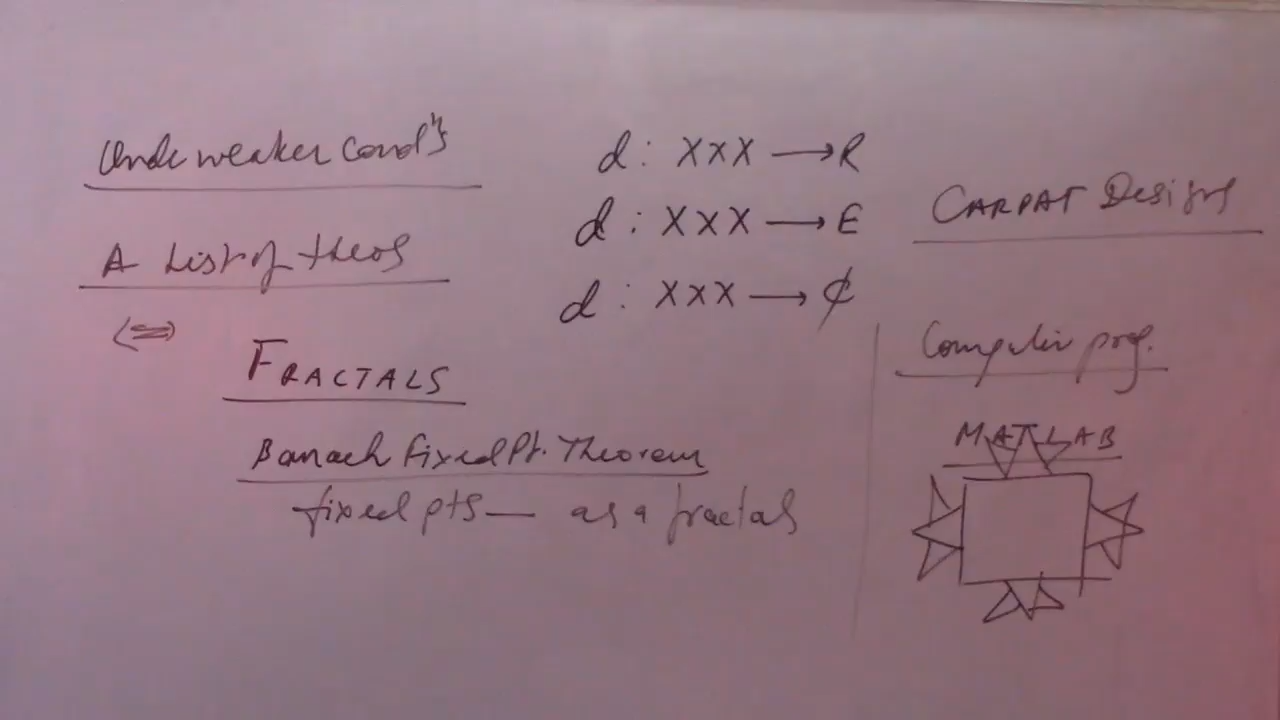 Under weaker cond'ns
A List of theos
(⇔)
d : X×X → R
d : X×X → E
d : X×X → ₵
FRACTALS
Banach Fixed Pt. Theorem
fixed pts — as a fractals
CARPAT Designs
Computer prog.
MATLAB